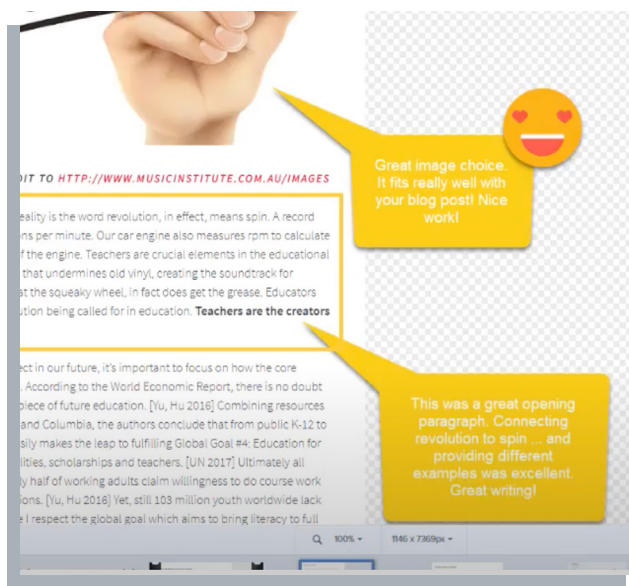 Great image choice.
It fits really well with
your blog post! Nice
work!
DIT TO HTTP://WWW.MUSICINSTITUTE.COM.AU/IMAGES
eality is the word revolution, in effect, means spin. A record
ns per minute. Our car engine also measures rpm to calculate
f the engine. Teachers are crucial elements in the educational
that undermines old vinyl, creating the soundtrack for
at the squeaky wheel, in fact does get the grease. Educators
ution being called for in education. Teachers are the creators
ect in our future, it's important to focus on how the core
. According to the World Economic Report, there is no doubt
piece of future education. [Yu, Hu 2016] Combining resources
and Columbia, the authors conclude that from public K-12 to
sily makes the leap to fulfilling Global Goal #4: Education for
lities, scholarships and teachers. [UN 2017] Ultimately all
ly half of working adults claim willingness to do course work
ons. [Yu, Hu 2016] Yet, still 103 million youth worldwide lack
e I respect the global goal which aims to bring literacy to full
This was a great opening
paragraph. Connecting
revolution to spin ... and
providing different
examples was excellent.
Great writing!
100%
1146 x 7369px